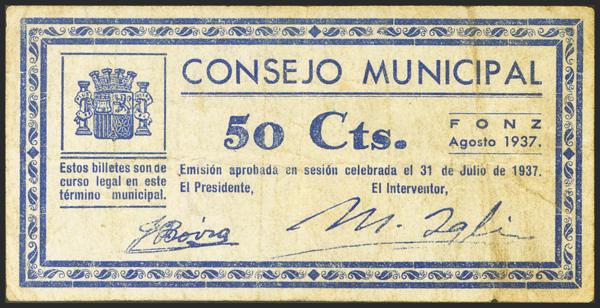 CONSEJO MUNICIPAL
50 Cts.
FONZ
Agosto 1937.
Estos billetes son de
curso legal en este
término municipal.
Emisión aprobada en sesión celebrada el 31 de Julio de 1937.
El Presidente, El Interventor,